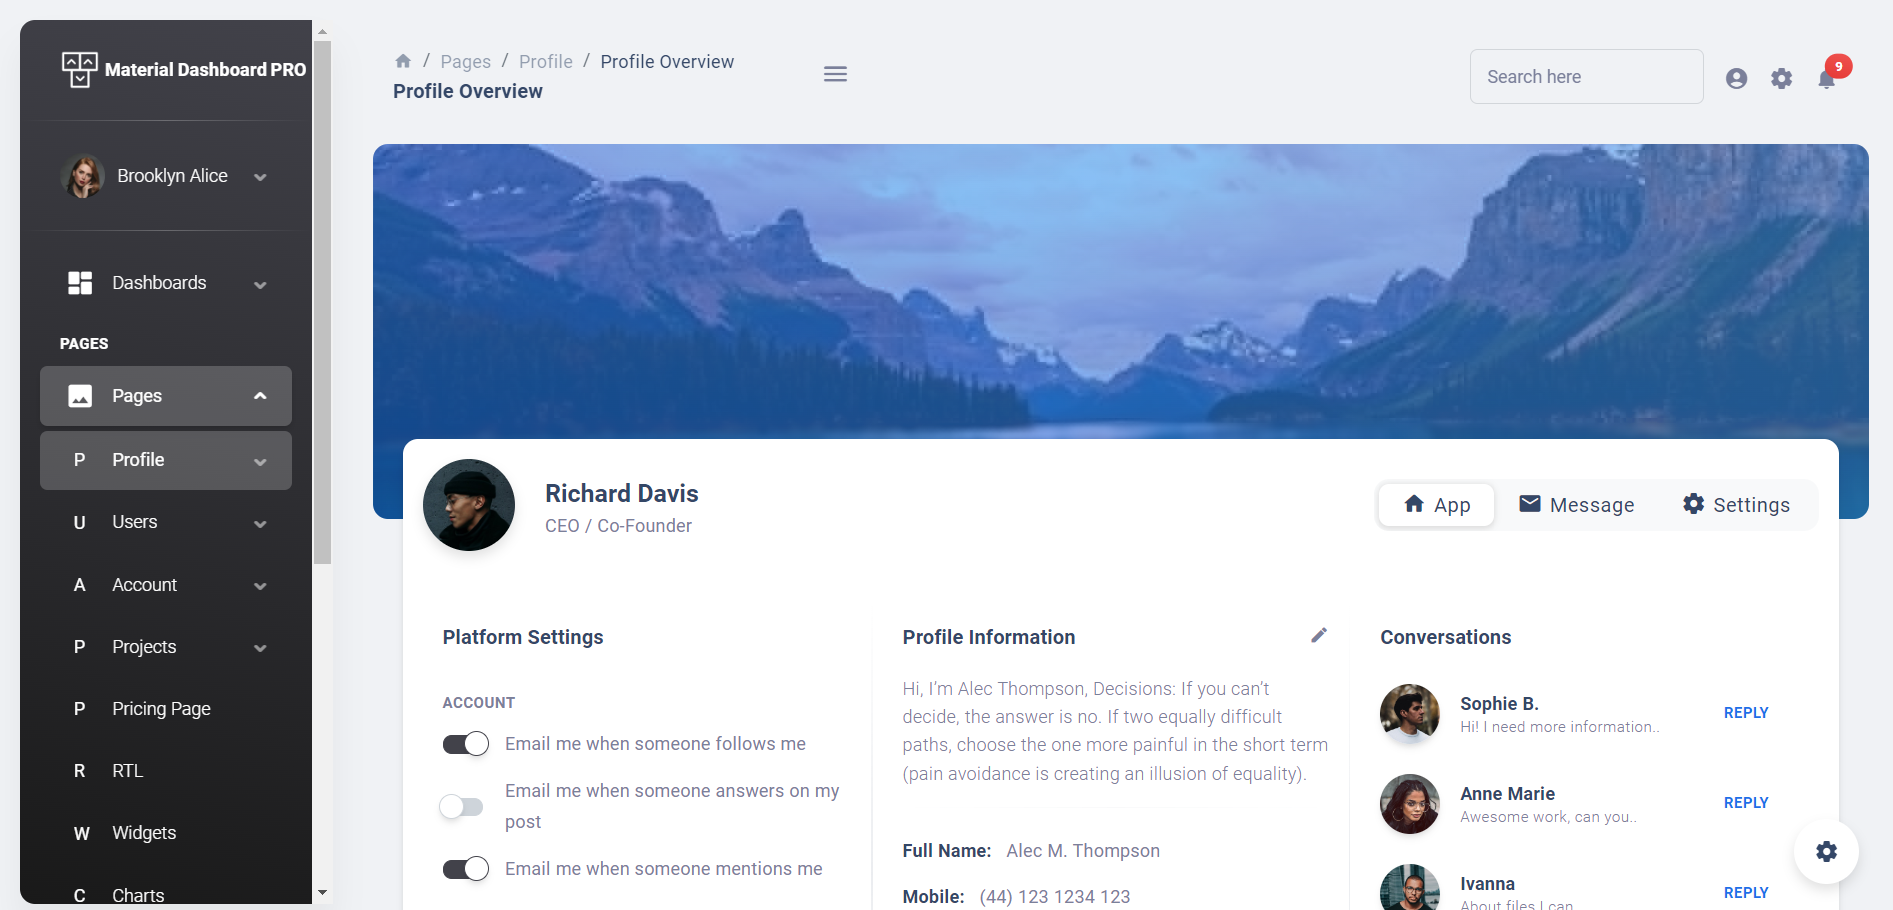 Material Dashboard PRO
Brooklyn Alice
Dashboards
PAGES
Pages
P Profile
U Users
A Account
P Projects
P Pricing Page
R RTL
W Widgets
C Charts
/ Pages / Profile / Profile Overview
Profile Overview
Search here
9
Richard Davis
CEO / Co-Founder
App
Message
Settings
Platform Settings
ACCOUNT
Email me when someone follows me
Email me when someone answers on my
post
Email me when someone mentions me
Profile Information
Hi, I’m Alec Thompson, Decisions: If you can’t
decide, the answer is no. If two equally difficult
paths, choose the one more painful in the short term
(pain avoidance is creating an illusion of equality).
Full Name: Alec M. Thompson
Mobile: (44) 123 1234 123
Conversations
Sophie B.
Hi! I need more information..
REPLY
Anne Marie
Awesome work, can you..
REPLY
Ivanna
About files I can
REPLY